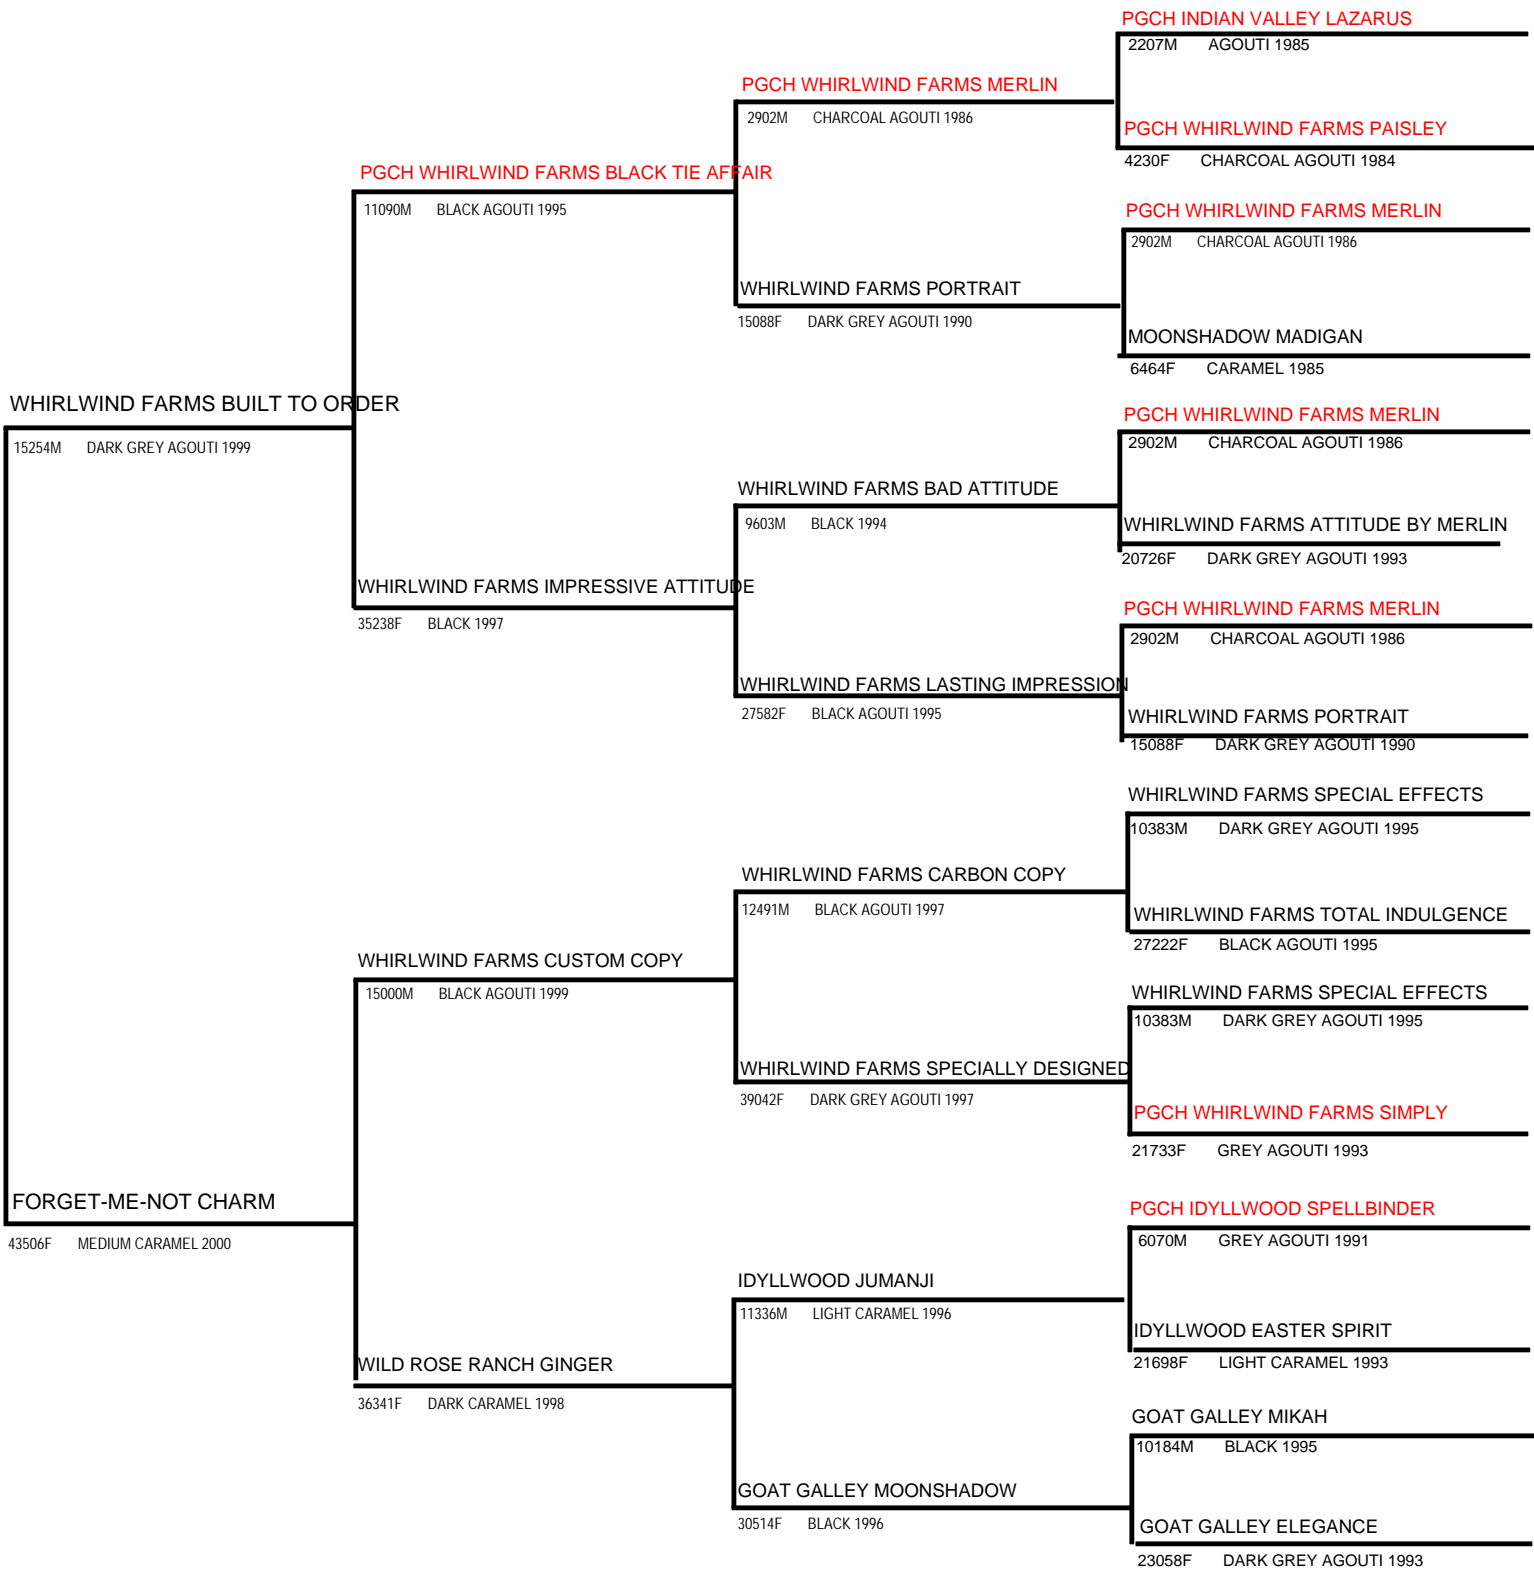 PGCH INDIAN VALLEY LAZARUS
2207M AGOUTI 1985
PGCH WHIRLWIND FARMS MERLIN
2902M CHARCOAL AGOUTI 1986
PGCH WHIRLWIND FARMS PAISLEY
4230F CHARCOAL AGOUTI 1984
PGCH WHIRLWIND FARMS BLACK TIE AFFAIR
11090M BLACK AGOUTI 1995
PGCH WHIRLWIND FARMS MERLIN
2902M CHARCOAL AGOUTI 1986
WHIRLWIND FARMS PORTRAIT
15088F DARK GREY AGOUTI 1990
MOONSHADOW MADIGAN
6464F CARAMEL 1985
WHIRLWIND FARMS BUILT TO ORDER
15254M DARK GREY AGOUTI 1999
PGCH WHIRLWIND FARMS MERLIN
2902M CHARCOAL AGOUTI 1986
WHIRLWIND FARMS BAD ATTITUDE
9603M BLACK 1994
WHIRLWIND FARMS ATTITUDE BY MERLIN
20726F DARK GREY AGOUTI 1993
WHIRLWIND FARMS IMPRESSIVE ATTITUDE
35238F BLACK 1997
PGCH WHIRLWIND FARMS MERLIN
2902M CHARCOAL AGOUTI 1986
WHIRLWIND FARMS LASTING IMPRESSION
27582F BLACK AGOUTI 1995
WHIRLWIND FARMS PORTRAIT
15088F DARK GREY AGOUTI 1990
WHIRLWIND FARMS SPECIAL EFFECTS
10383M DARK GREY AGOUTI 1995
WHIRLWIND FARMS CARBON COPY
12491M BLACK AGOUTI 1997
WHIRLWIND FARMS TOTAL INDULGENCE
27222F BLACK AGOUTI 1995
WHIRLWIND FARMS CUSTOM COPY
15000M BLACK AGOUTI 1999
WHIRLWIND FARMS SPECIAL EFFECTS
10383M DARK GREY AGOUTI 1995
WHIRLWIND FARMS SPECIALLY DESIGNED
39042F DARK GREY AGOUTI 1997
PGCH WHIRLWIND FARMS SIMPLY
21733F GREY AGOUTI 1993
FORGET-ME-NOT CHARM
43506F MEDIUM CARAMEL 2000
PGCH IDYLLWOOD SPELLBINDER
6070M GREY AGOUTI 1991
IDYLLWOOD JUMANJI
11336M LIGHT CARAMEL 1996
IDYLLWOOD EASTER SPIRIT
21698F LIGHT CARAMEL 1993
WILD ROSE RANCH GINGER
36341F DARK CARAMEL 1998
GOAT GALLEY MIKAH
10184M BLACK 1995
GOAT GALLEY MOONSHADOW
30514F BLACK 1996
GOAT GALLEY ELEGANCE
23058F DARK GREY AGOUTI 1993